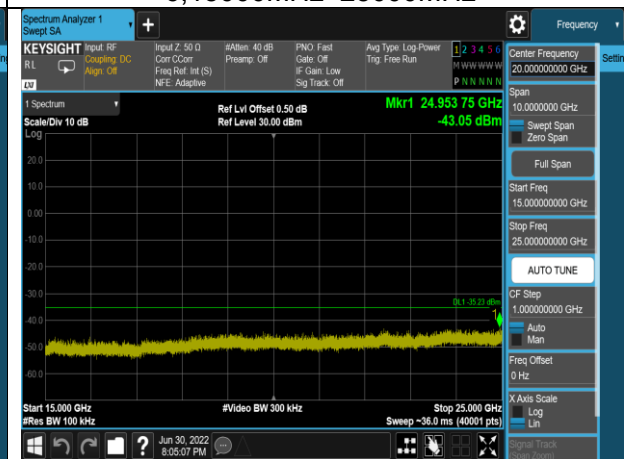 Spectrum Analyzer 1
Swept SA
+
Frequency
KEYSIGHT
RL
Input: RF
Coupling: DC
Align: Off
Input Z: 50 Ω
Corr CCorr
Freq Ref: Int (S)
NFE: Adaptive
#Atten: 40 dB
Preamp: Off
PNO: Fast
Gate: Off
IF Gain: Low
Sig Track: Off
Avg Type: Log-Power
Trig: Free Run
1 2 3 4 5 6
M W W W W W
P N N N N N
1 Spectrum
Scale/Div 10 dB
Log
Ref Lvl Offset 0.50 dB
Ref Level 30.00 dBm
Mkr1 24.953 75 GHz
-43.05 dBm
20.0
10.0
0.00
-10.0
-20.0
-30.0
-40.0
-50.0
-60.0
DL1 -35.23 dBm
1
Start 15.000 GHz
#Res BW 100 kHz
#Video BW 300 kHz
Stop 25.000 GHz
Sweep ~36.0 ms (40001 pts)
?
Jun 30, 2022
8:05:07 PM
Center Frequency
20.000000000 GHz
Settin
Span
10.0000000 GHz
Swept Span
Zero Span
Full Span
Start Freq
15.000000000 GHz
Stop Freq
25.000000000 GHz
AUTO TUNE
CF Step
1.000000000 GHz
Auto
Man
Freq Offset
0 Hz
X Axis Scale
Log
Lin
Signal Track
(Span Zoom)